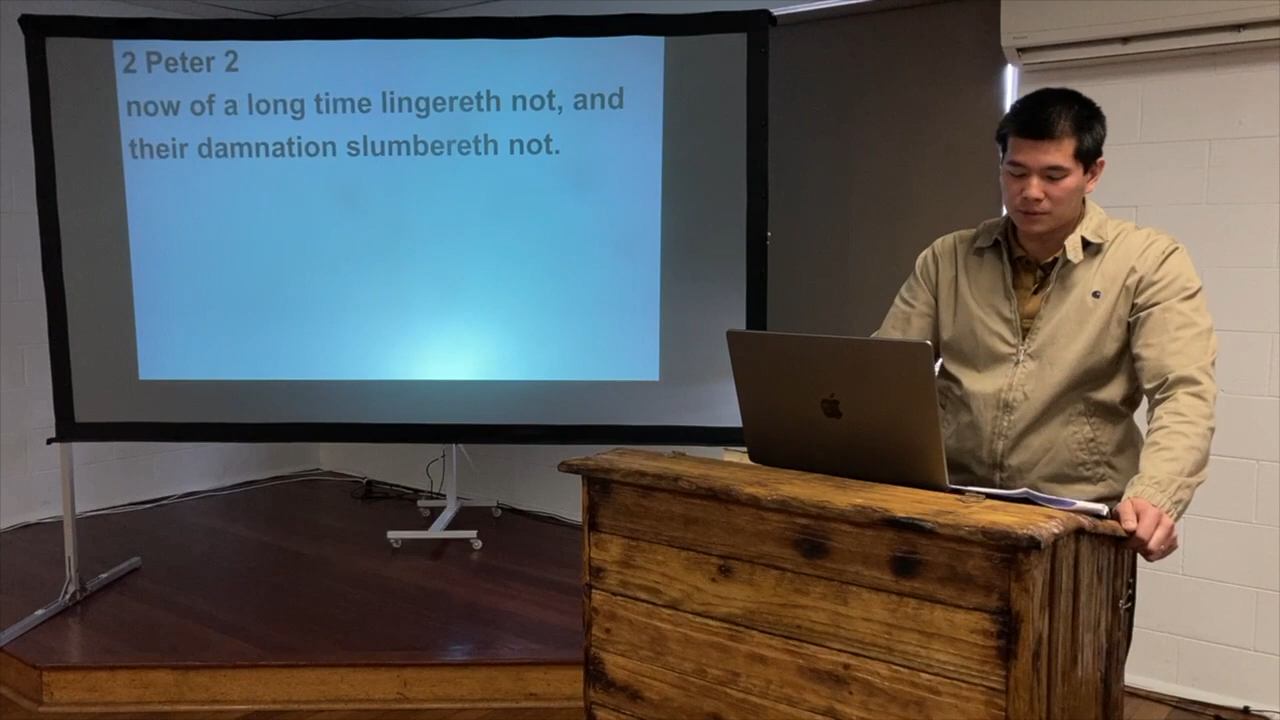 2 Peter 2
now of a long time lingereth not, and
their damnation slumbereth not.